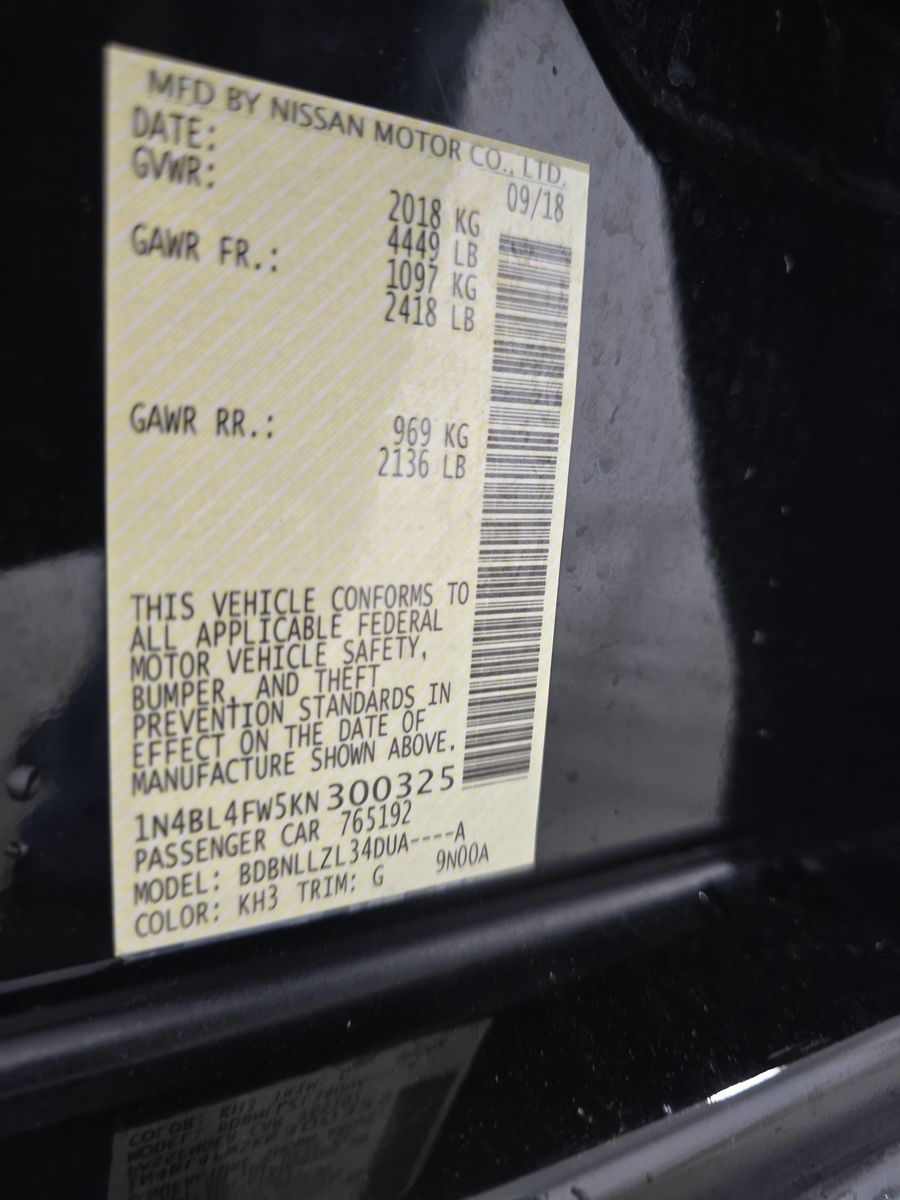 MFD BY NISSAN MOTOR CO., LTD.
DATE: 09/18
GVWR: 2018 KG
4449 LB
GAWR FR.: 1097 KG
2418 LB
GAWR RR.: 969 KG
2136 LB
THIS VEHICLE CONFORMS TO
ALL APPLICABLE FEDERAL
MOTOR VEHICLE SAFETY,
BUMPER, AND THEFT
PREVENTION STANDARDS IN
EFFECT ON THE DATE OF
MANUFACTURE SHOWN ABOVE.
1N4BL4FW5KN300325
PASSENGER CAR 765192
MODEL: BDBNLLZL34DUA----A
COLOR: KH3 TRIM: G 9N00A